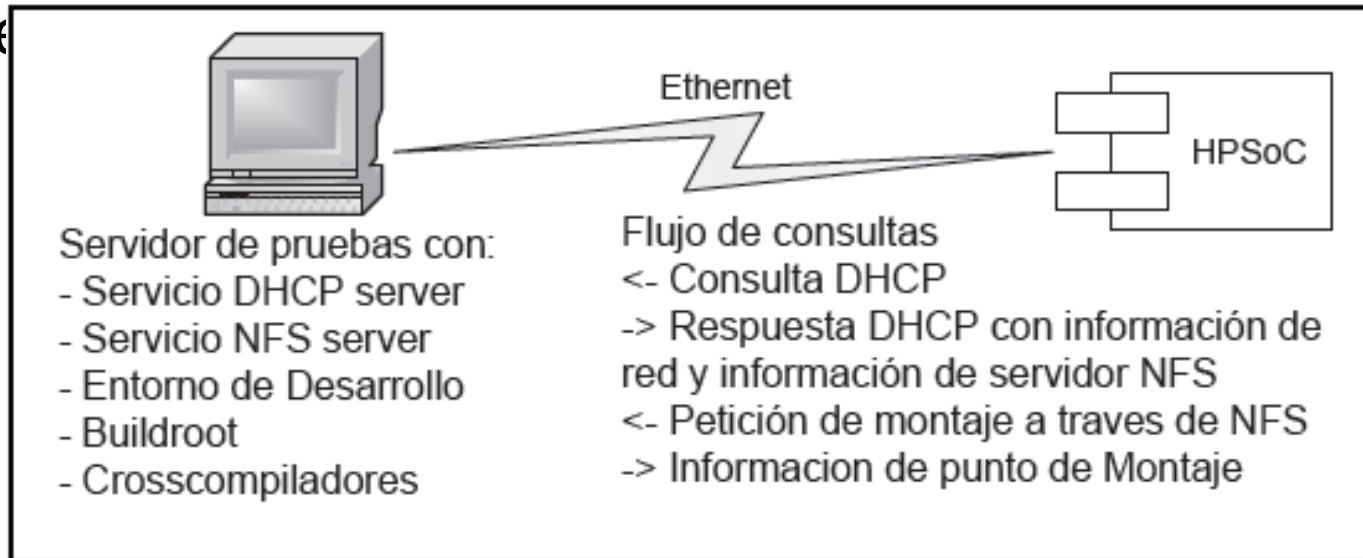 Ethernet
HPSoC
Servidor de pruebas con:
- Servicio DHCP server
- Servicio NFS server
- Entorno de Desarrollo
- Buildroot
- Crosscompiladores
Flujo de consultas
<- Consulta DHCP
-> Respuesta DHCP con información de
red y información de servidor NFS
<- Petición de montaje a traves de NFS
-> Informacion de punto de Montaje